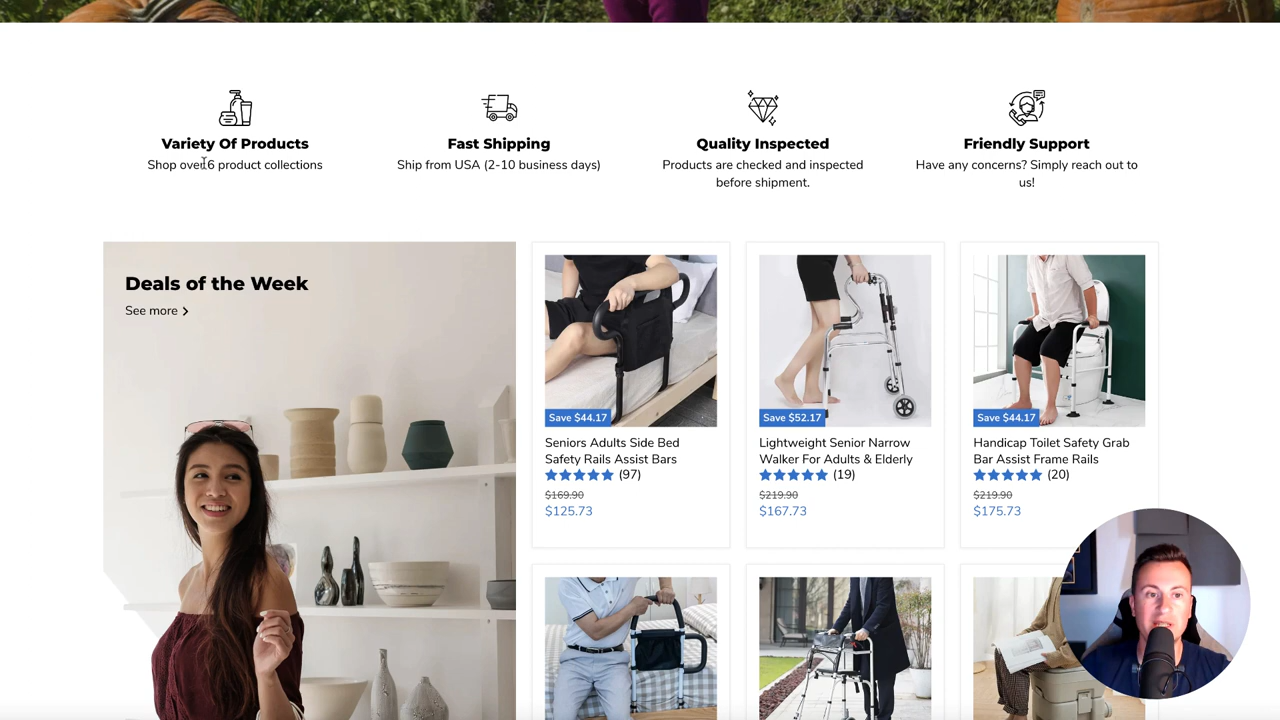 Variety Of Products
Shop over 6 product collections
Fast Shipping
Ship from USA (2-10 business days)
Quality Inspected
Products are checked and inspected
before shipment.
Friendly Support
Have any concerns? Simply reach out to
us!
Deals of the Week
See more
Save $44.17
Seniors Adults Side Bed
Safety Rails Assist Bars
(97)
$169.90
$125.73
Save $52.17
Lightweight Senior Narrow
Walker For Adults & Elderly
(19)
$219.90
$167.73
Save $44.17
Handicap Toilet Safety Grab
Bar Assist Frame Rails
(20)
$219.90
$175.73